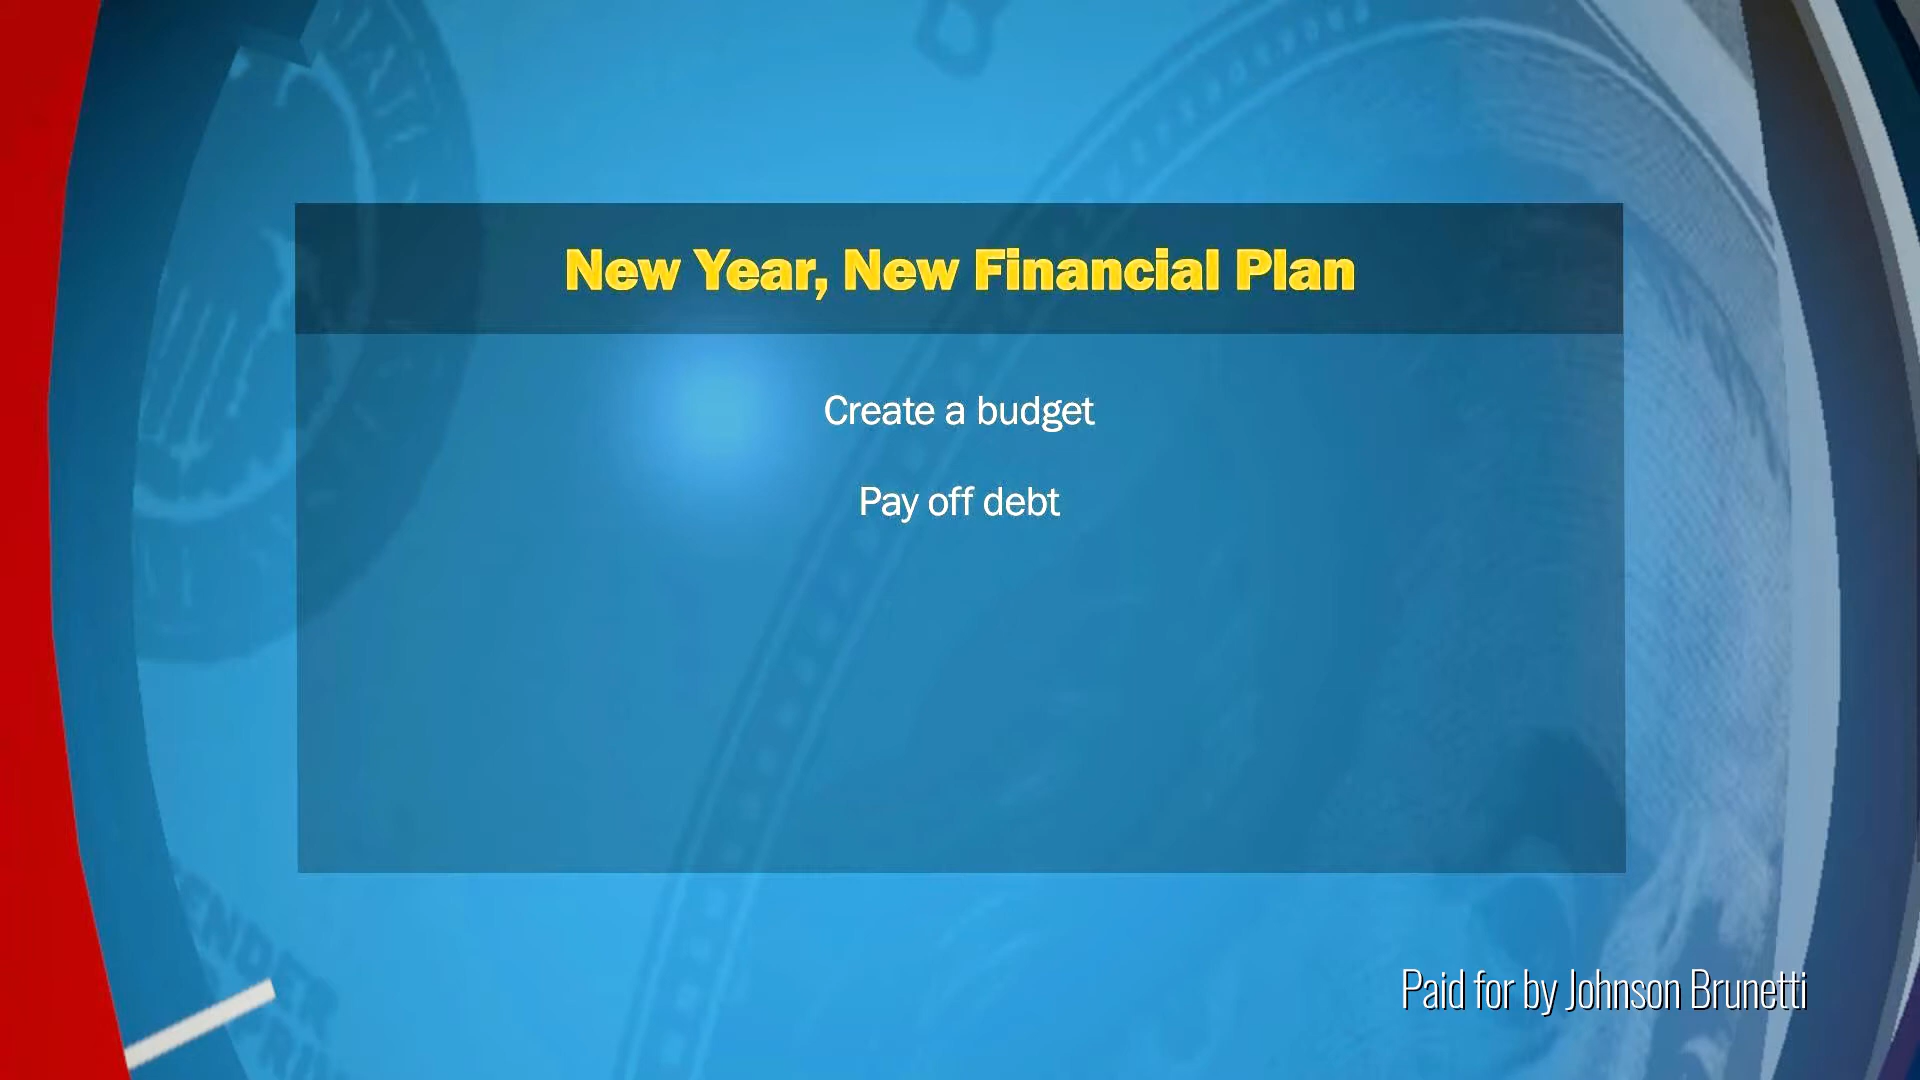 New Year, New Financial Plan
Create a budget
Pay off debt
Paid for by Johnson Brunetti